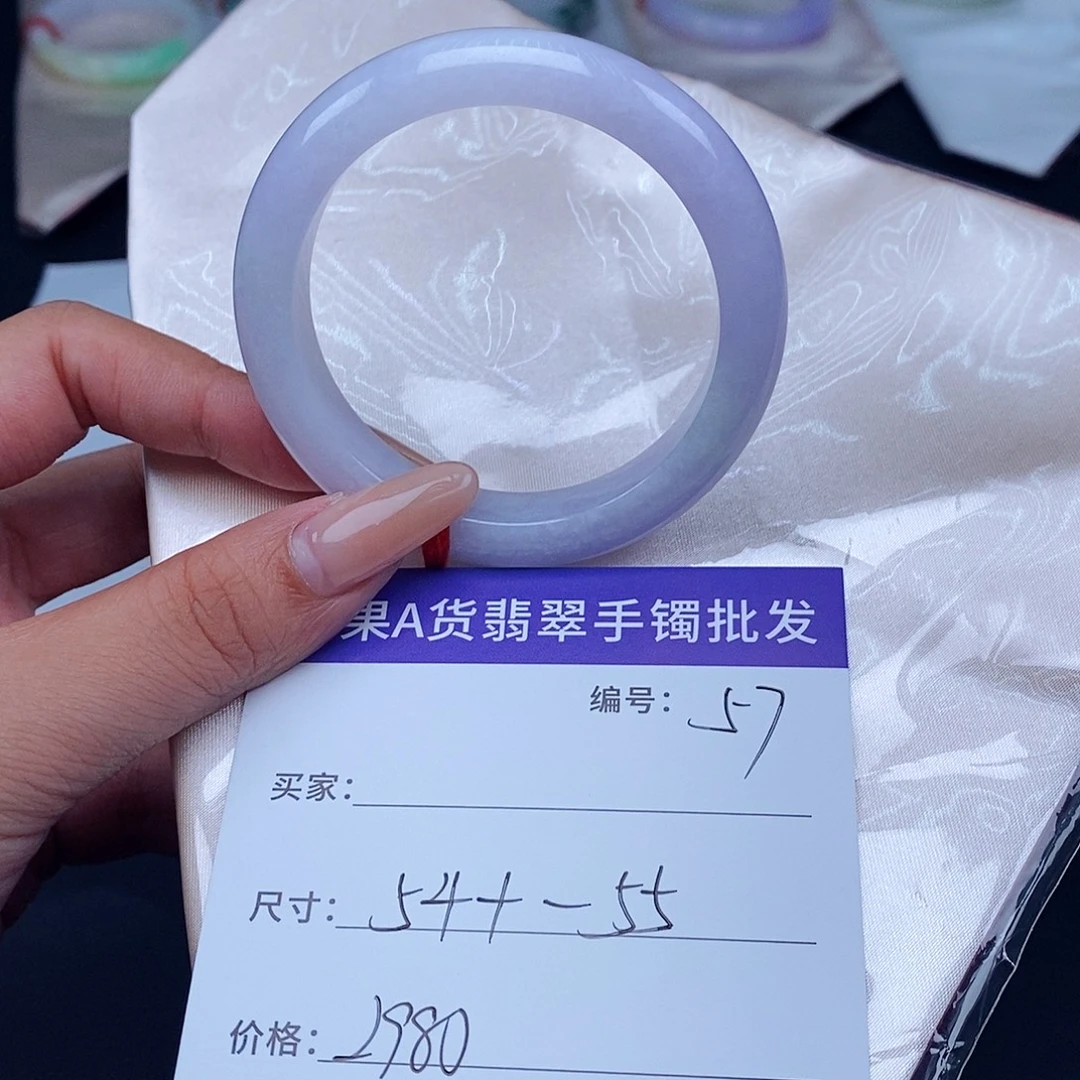 果A货翡翠手镯批发
编号： 57
买家：
尺寸： 54+-55
价格： 2980